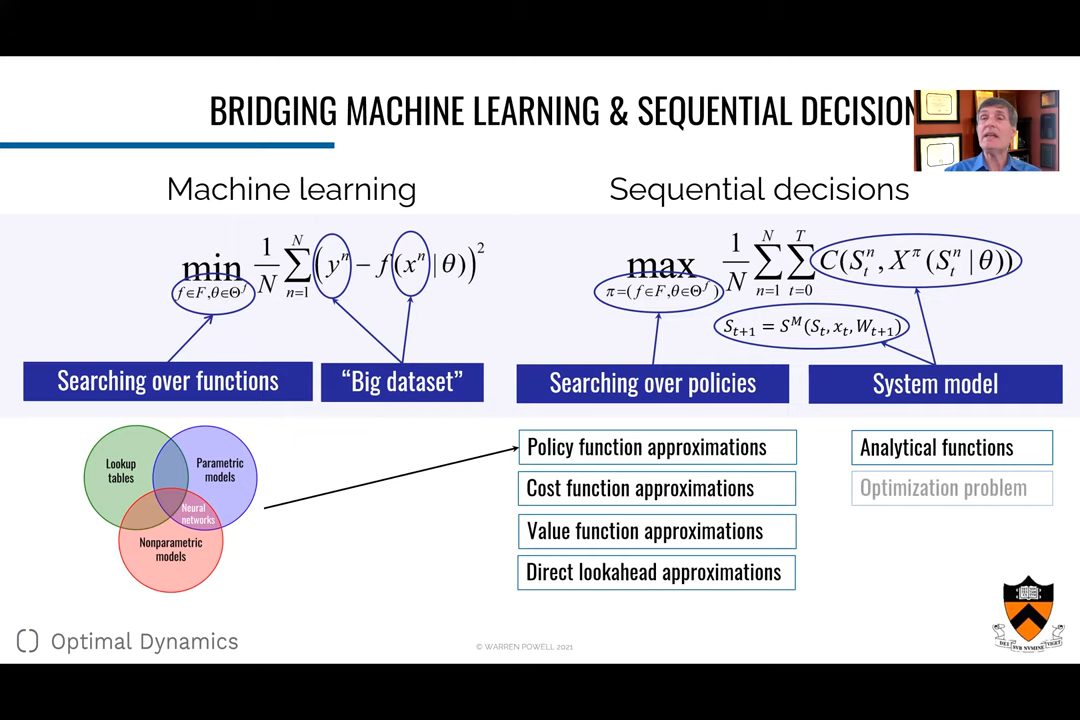 BRIDGING MACHINE LEARNING & SEQUENTIAL DECISION
Machine learning
Sequential decisions
min_{f∈F,θ∈Θ^f} 1/N ∑_{n=1}^{N} (y^n − f(x^n|θ))^2
max_{π=(f∈F,θ∈Θ^f)} 1/N ∑_{n=1}^{N} ∑_{t=0}^{T} C(S_t^n, X^π(S_t^n|θ))
S_{t+1} = S^M(S_t, x_t, W_{t+1})
Searching over functions
“Big dataset”
Searching over policies
System model
Lookup
tables
Parametric
models
Neural
networks
Nonparametric
models
Policy function approximations
Cost function approximations
Value function approximations
Direct lookahead approximations
Analytical functions
Optimization problem
Optimal Dynamics
© WARREN POWELL 2021